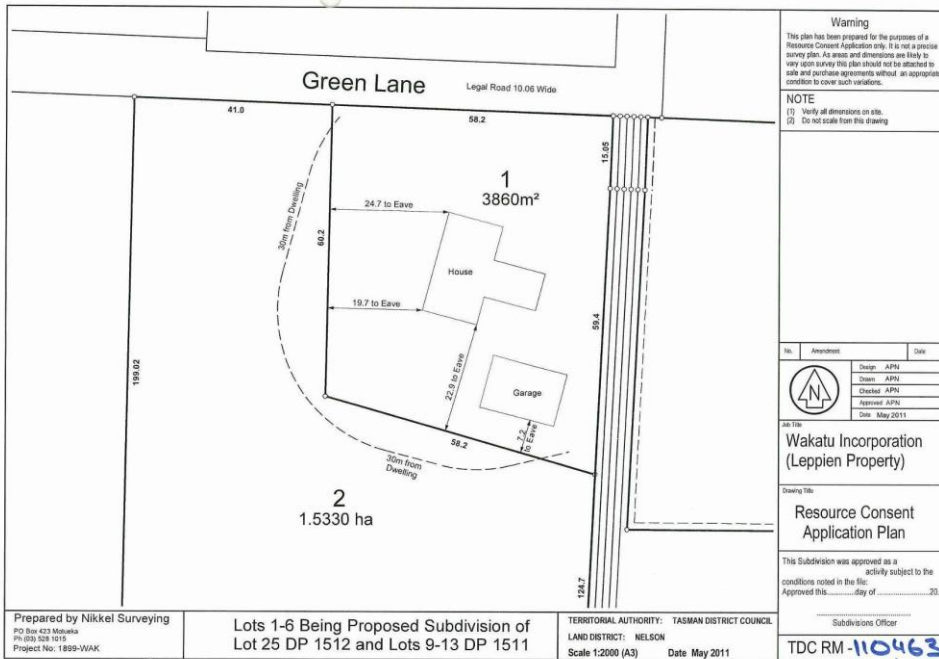 Green Lane
Legal Road 10.06 Wide
41.0
58.2
15.05
1
3860m²
24.7 to Eave
30m from Dwelling
60.2
House
19.7 to Eave
59.4
199.02
22.9 to Eave
Garage
7.2
to Eave
58.2
30m from
Dwelling
2
1.5330 ha
124.7
Warning
This plan has been prepared for the purposes of a
Resource Consent Application only. It is not a precise
survey plan. As areas and dimensions are likely to
vary upon survey this plan should not be attached to
sale and purchase agreements without an appropriate
condition to cover such variations.
NOTE
(1) Verify all dimensions on site.
(2) Do not scale from this drawing
No. Amendment Date
N
Design APN
Drawn APN
Checked APN
Approved APN
Date May 2011
Job Title
Wakatu Incorporation
(Leppien Property)
Drawing Title
Resource Consent
Application Plan
This Subdivision was approved as a
activity subject to the
conditions noted in the file:
Approved this............day of ....................20
Subdivisions Officer
TDC RM - 110463
Prepared by Nikkel Surveying
PO Box 423 Motueka
Ph (03) 528 1015
Project No: 1899-WAK
Lots 1-6 Being Proposed Subdivision of
Lot 25 DP 1512 and Lots 9-13 DP 1511
TERRITORIAL AUTHORITY: TASMAN DISTRICT COUNCIL
LAND DISTRICT: NELSON
Scale 1:2000 (A3) Date May 2011